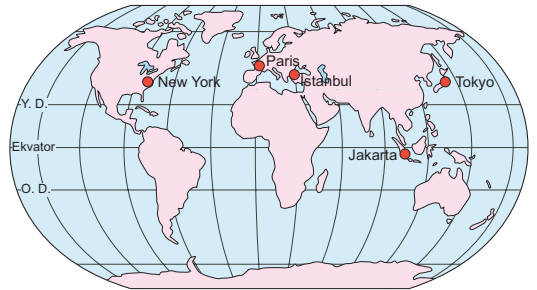 Paris
İstanbul
New York
Tokyo
Y. D.
Ekvator
Jakarta
O. D.